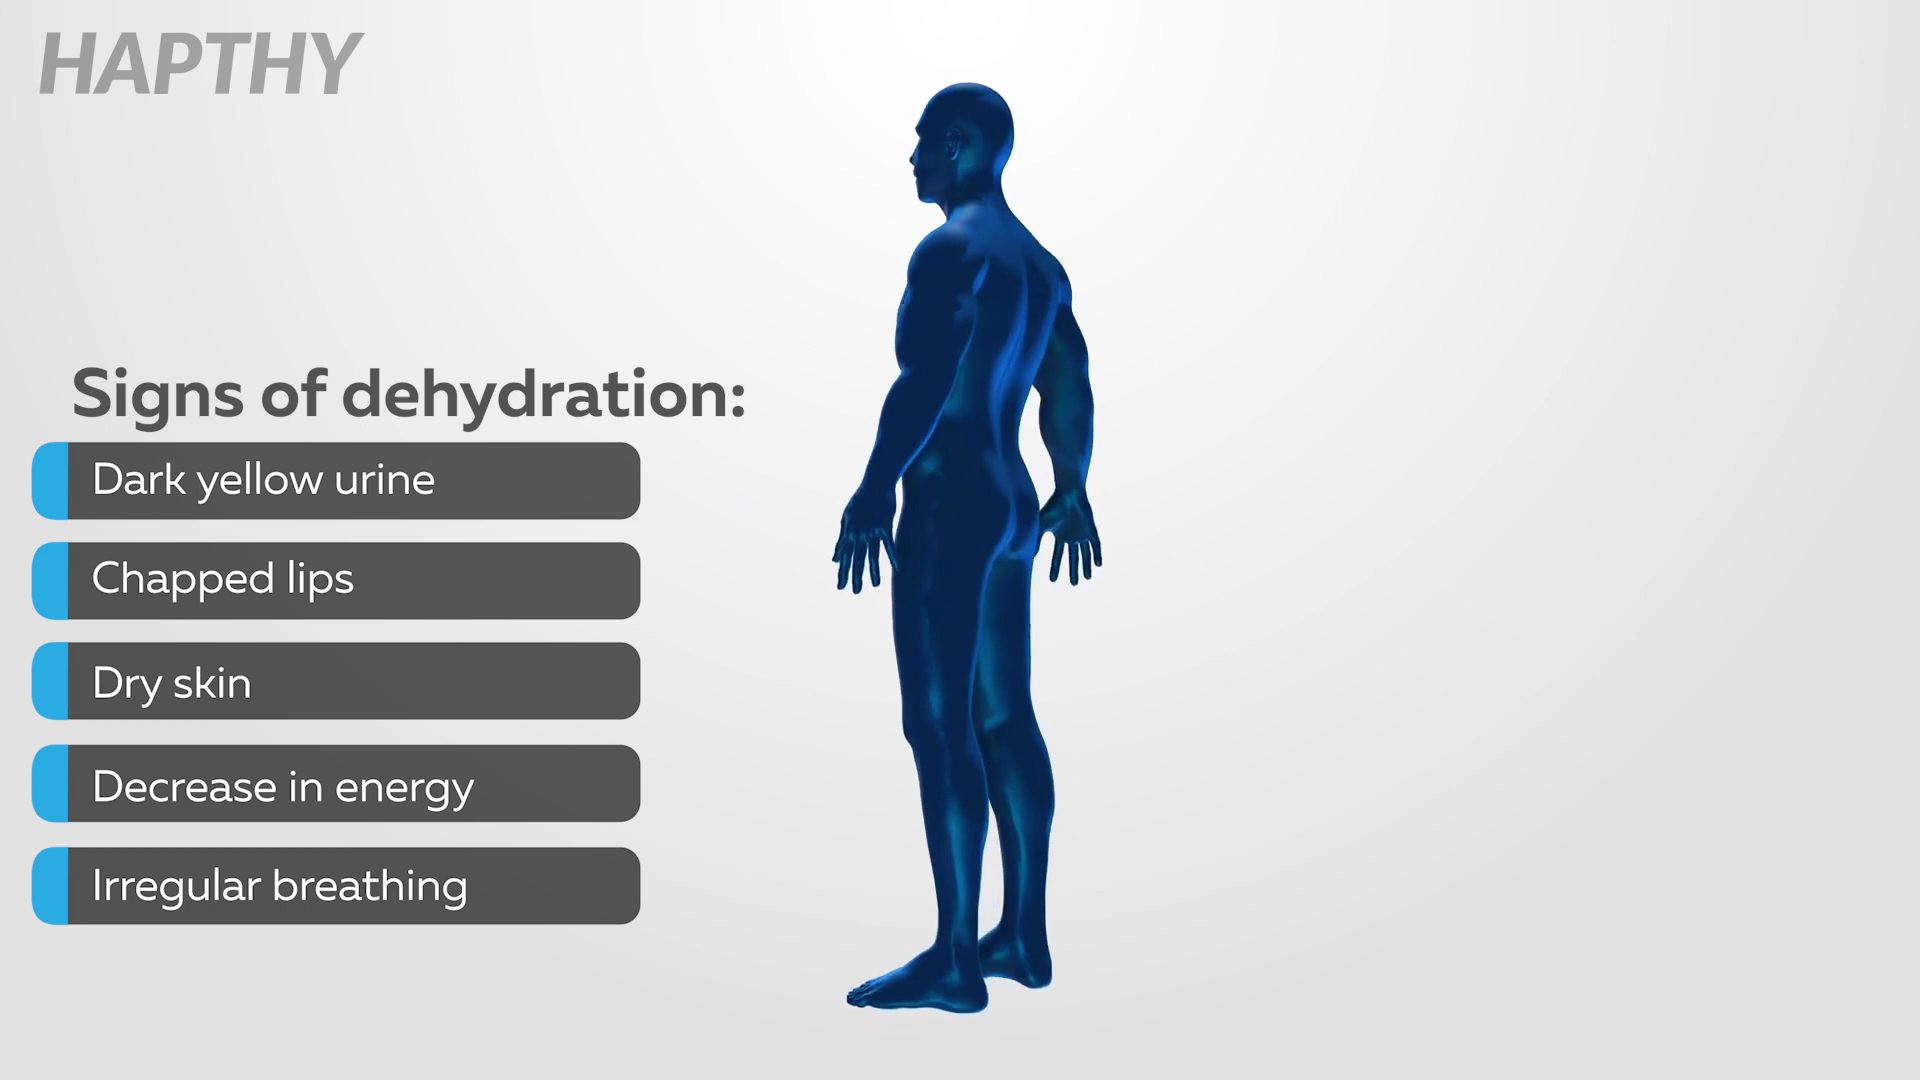 HAPTHY
Signs of dehydration:
Dark yellow urine
Chapped lips
Dry skin
Decrease in energy
Irregular breathing